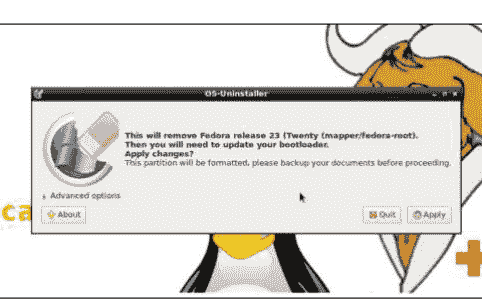 OS-Uninstaller
This will remove Fedora release 23 (Twenty (mapper/fedora-root).
Then you will need to update your bootloader.
Apply changes?
This partition will be formatted, please backup your documents before proceeding.
Advanced options
ca
About
Quit
Apply